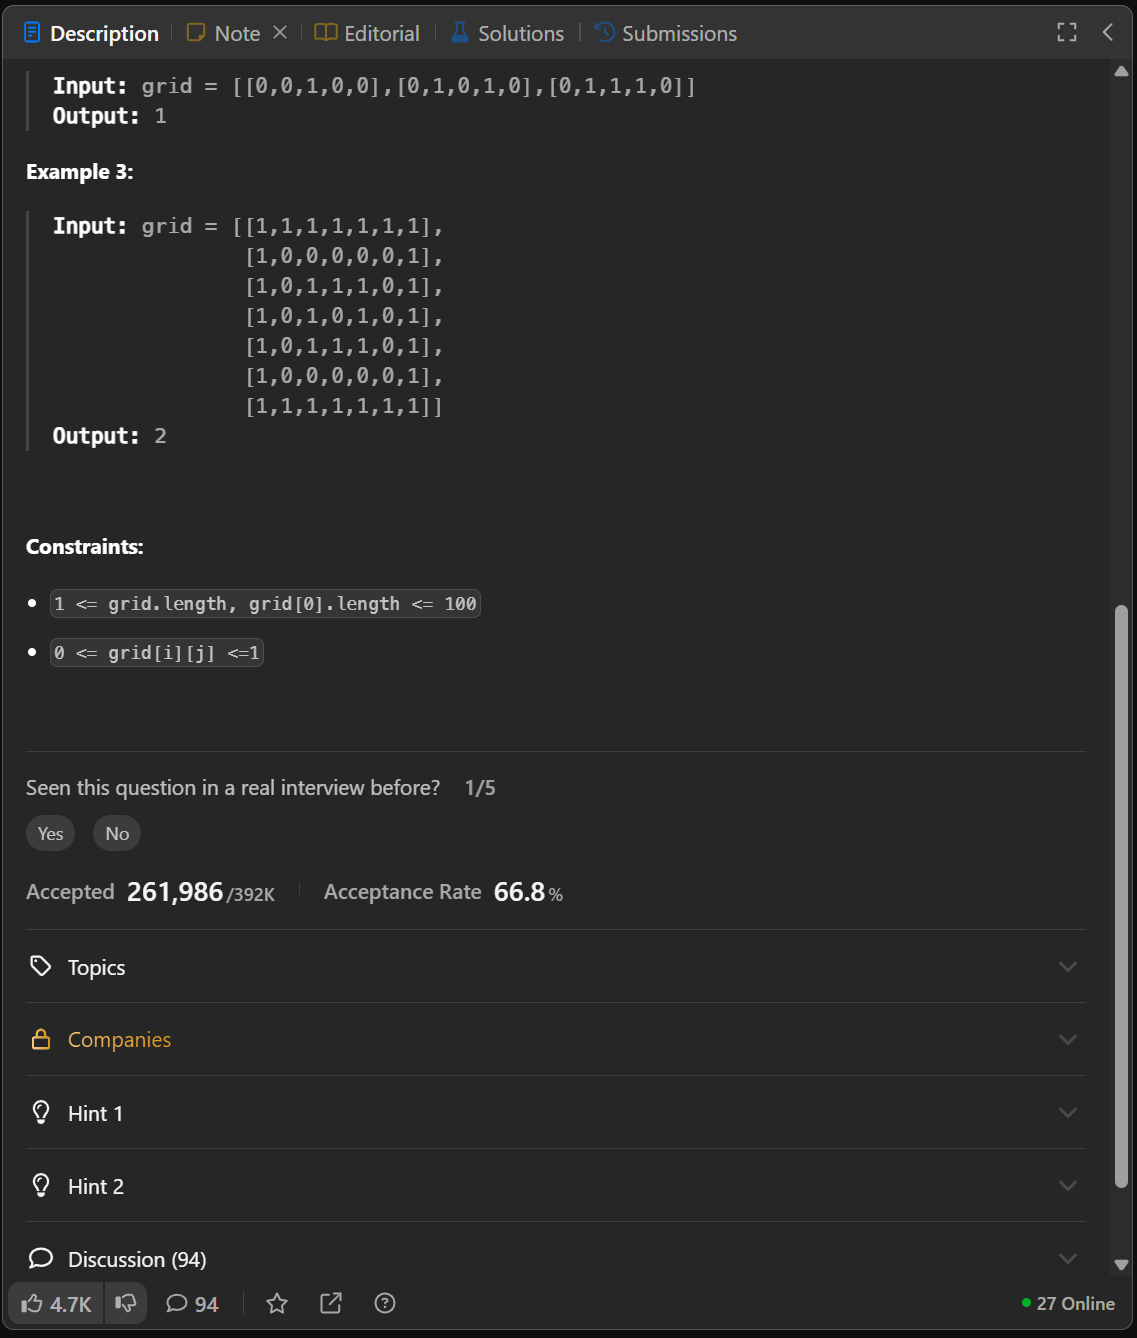 Description Note Editorial Solutions Submissions
Input: grid = [[0,0,1,0,0],[0,1,0,1,0],[0,1,1,1,0]]
Output: 1
Example 3:
Input: grid = [[1,1,1,1,1,1,1],
[1,0,0,0,0,0,1],
[1,0,1,1,1,0,1],
[1,0,1,0,1,0,1],
[1,0,1,1,1,0,1],
[1,0,0,0,0,0,1],
[1,1,1,1,1,1,1]]
Output: 2
Constraints:
1 <= grid.length, grid[0].length <= 100
0 <= grid[i][j] <=1
Seen this question in a real interview before? 1/5
Yes No
Accepted 261,986/392K Acceptance Rate 66.8%
Topics
Companies
Hint 1
Hint 2
Discussion (94)
4.7K 94 27 Online